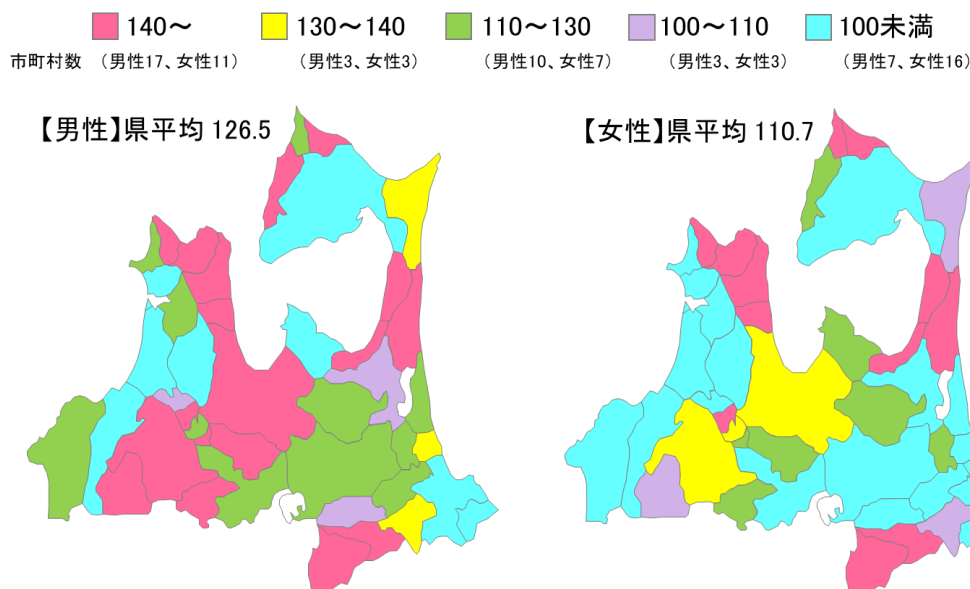 140～ 130～140 110～130 100～110 100未満
市町村数 （男性17、女性11） （男性3、女性3） （男性10、女性7） （男性3、女性3） （男性7、女性16）
【男性】県平均 126.5 【女性】県平均 110.7